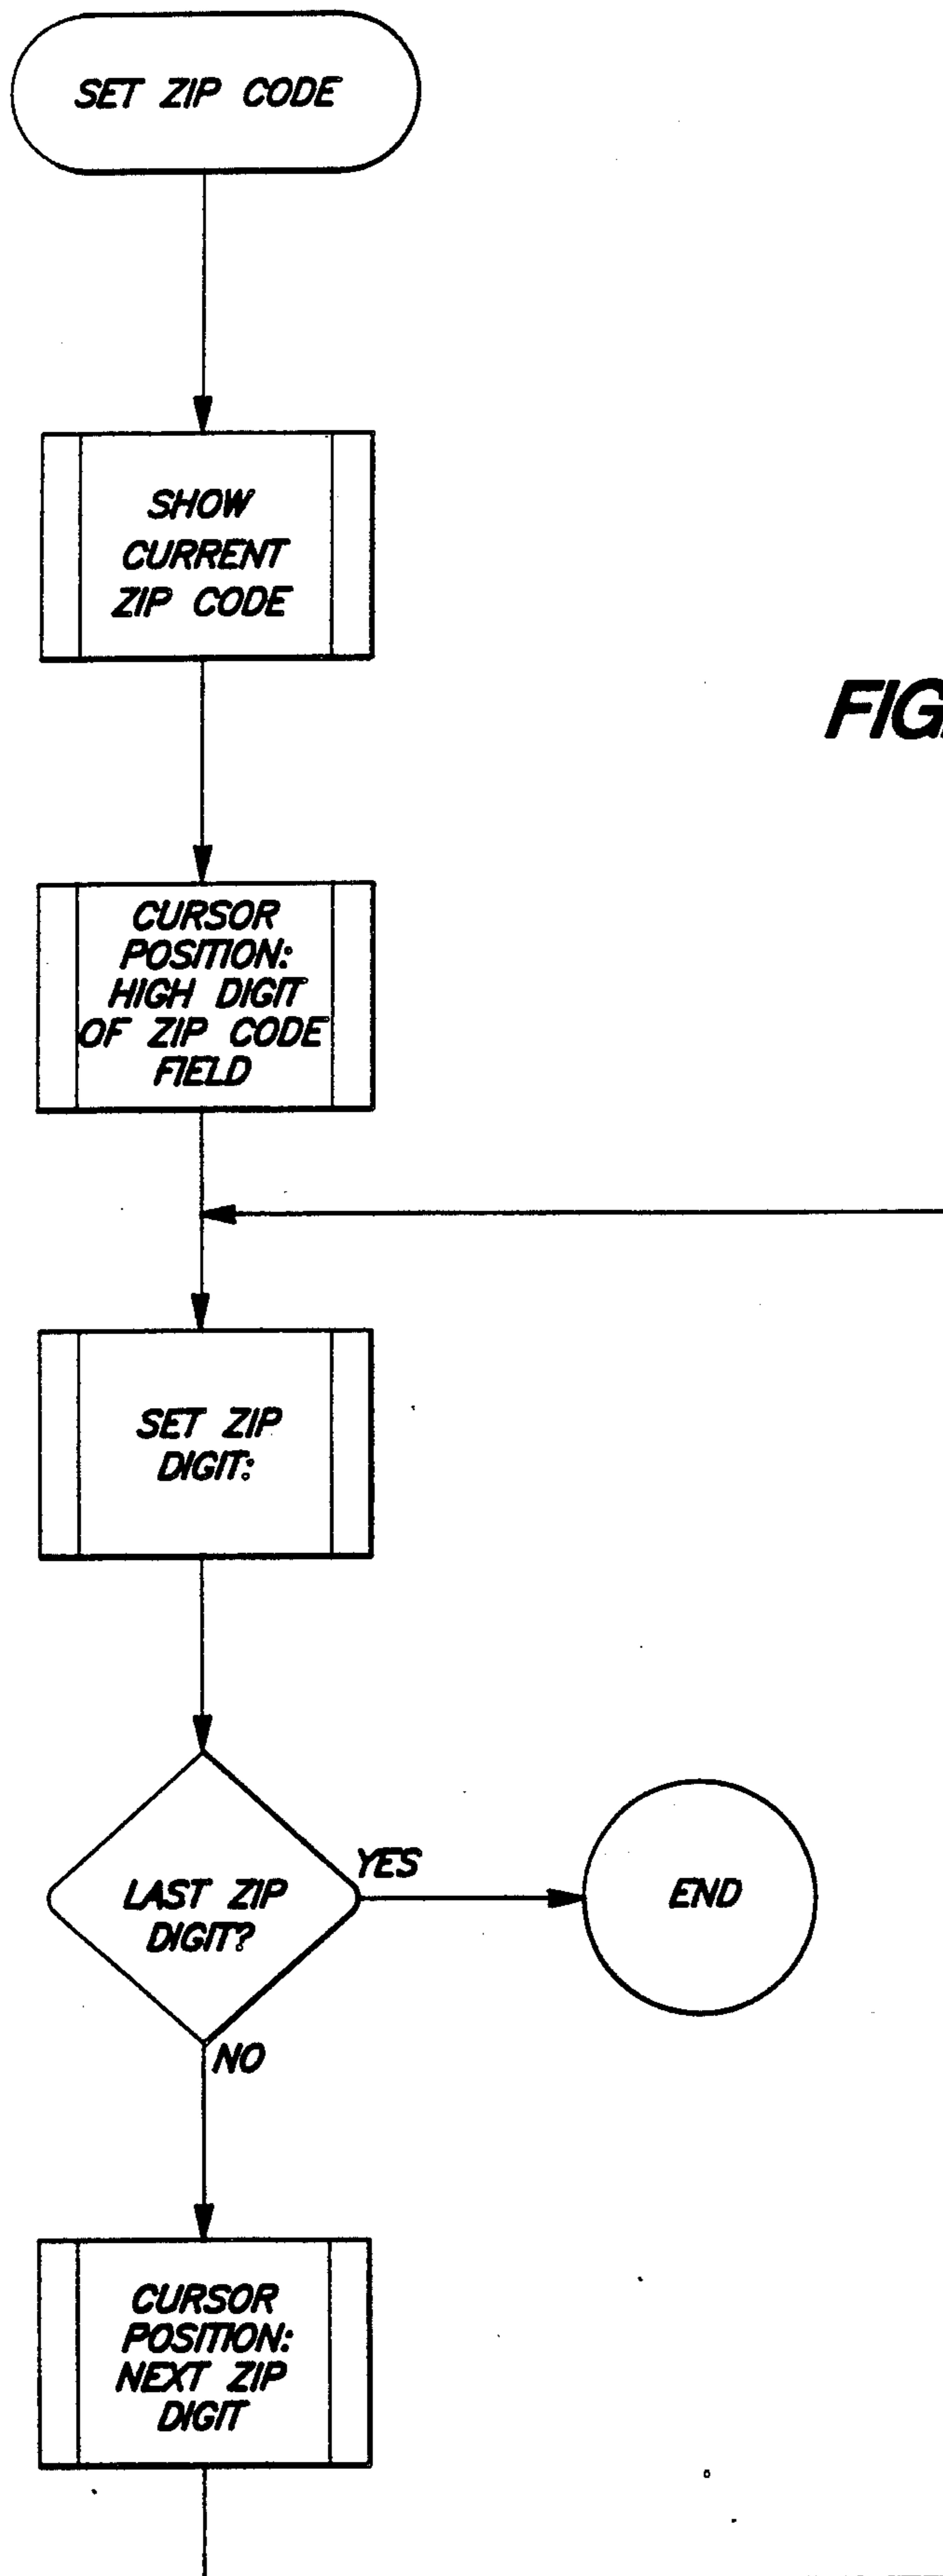 SET ZIP CODE
SHOW
CURRENT
ZIP CODE
FIG
CURSOR
POSITION:
HIGH DIGIT
OF ZIP CODE
FIELD
SET ZIP
DIGIT:
LAST ZIP
DIGIT?
YES
END
NO
CURSOR
POSITION:
NEXT ZIP
DIGIT